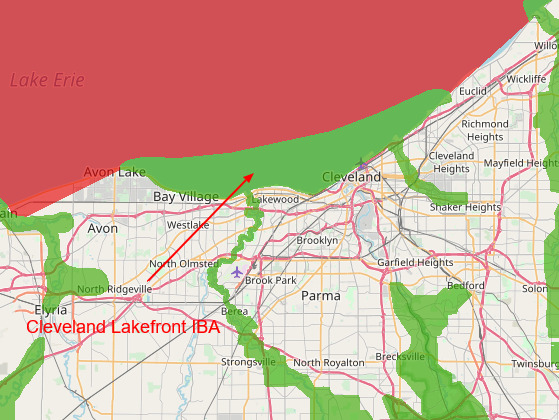 Willo
Wickliffe
Lake Erie
Euclid
Richmond
Heights
Cleveland
Heights
Mayfield Heigh
Avon Lake
Cleveland
Bay Village
Lakewood
Shaker Heights
ain
Westlake
Avon
Brooklyn
North Olmsted
Garfield Heights
Brook Park
Bedford
Solon
North Ridgeville
Parma
Elyria
Berea
Cleveland Lakefront IBA
Strongsville
North Royalton
Brecksville
Twinsburg